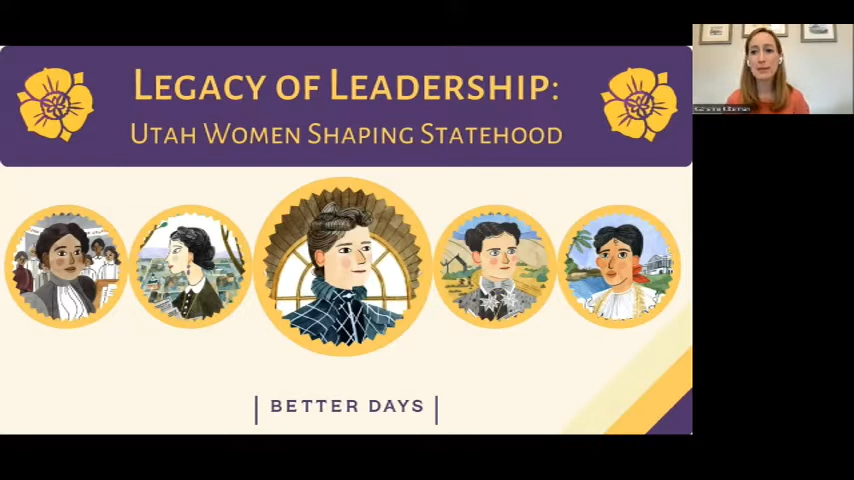 LEGACY OF LEADERSHIP:
UTAH WOMEN SHAPING STATEHOOD
| BETTER DAYS |